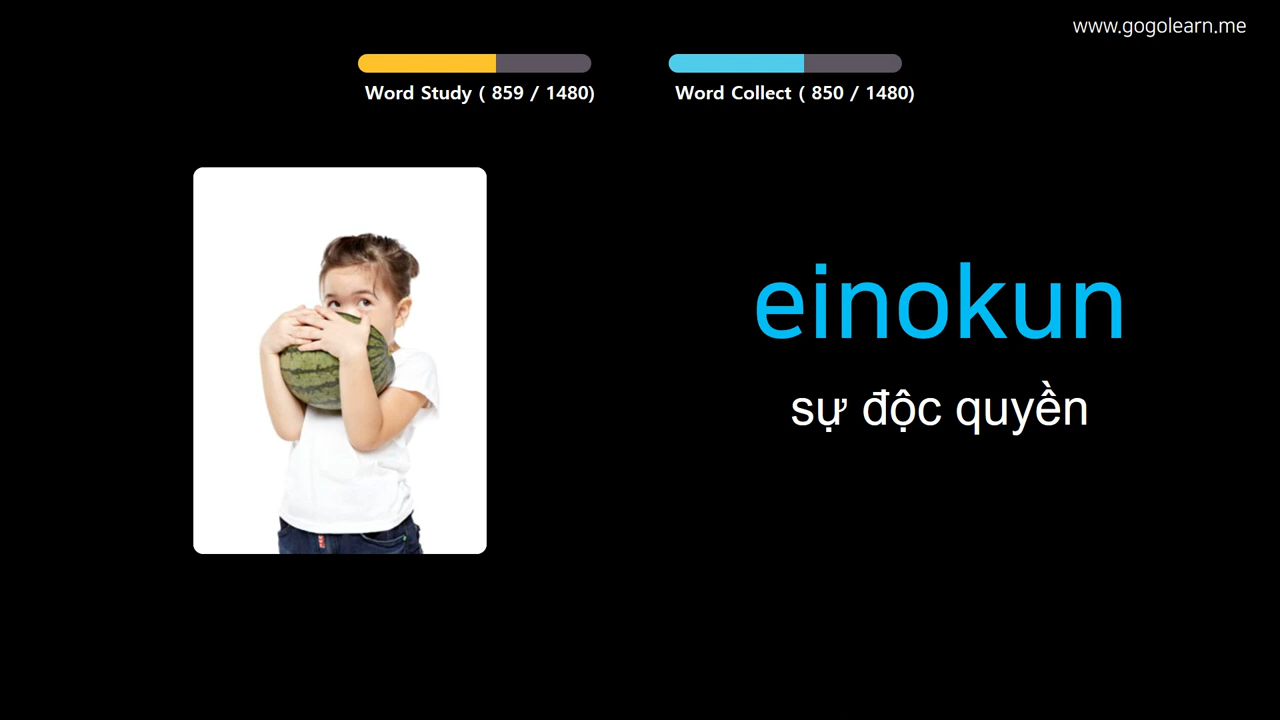 www.gogolearn.me
Word Study ( 859 / 1480)
Word Collect ( 850 / 1480)
einokun
sự độc quyền